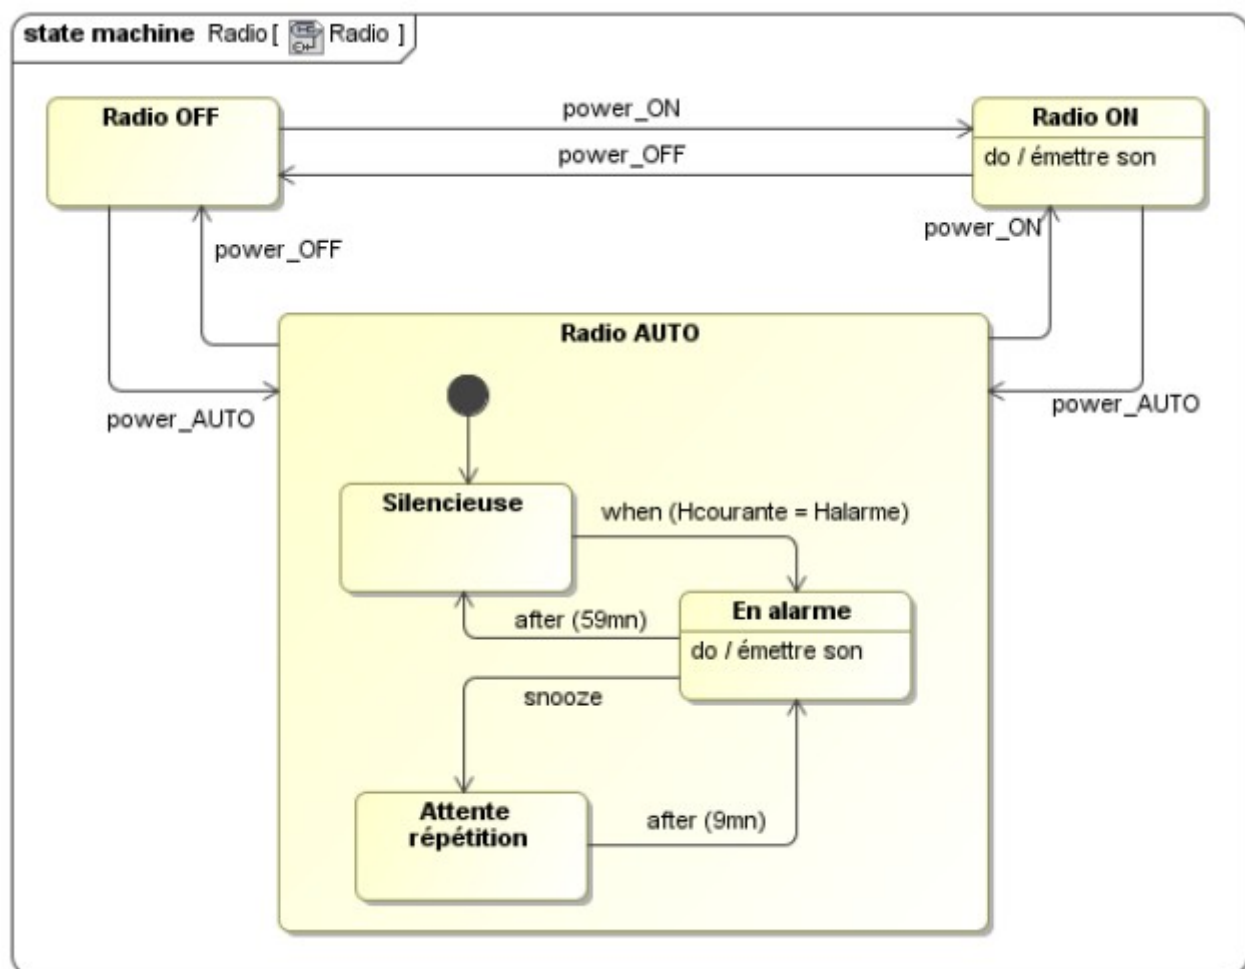 state machine Radio [ Radio ]
Radio OFF
power_ON
Radio ON
power_OFF
do / émettre son
power_OFF
power_ON
Radio AUTO
power_AUTO
power_AUTO
Silencieuse
when (Hcourante = Halarme)
after (59mn)
En alarme
do / émettre son
snooze
Attente
répétition
after (9mn)